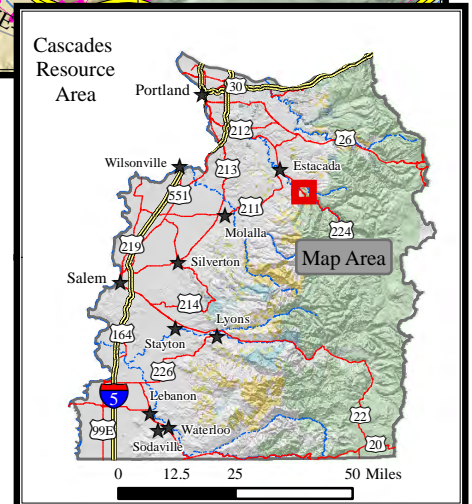 Cascades
Resource
Area
Portland
30
212
26
Wilsonville
213
Estacada
551
211
224
Molalla
219
Map Area
Silverton
Salem
214
Lyons
164
Stayton
226
Lebanon
5
22
99E
Waterloo
20
Sodaville
0 12.5 25 50 Miles